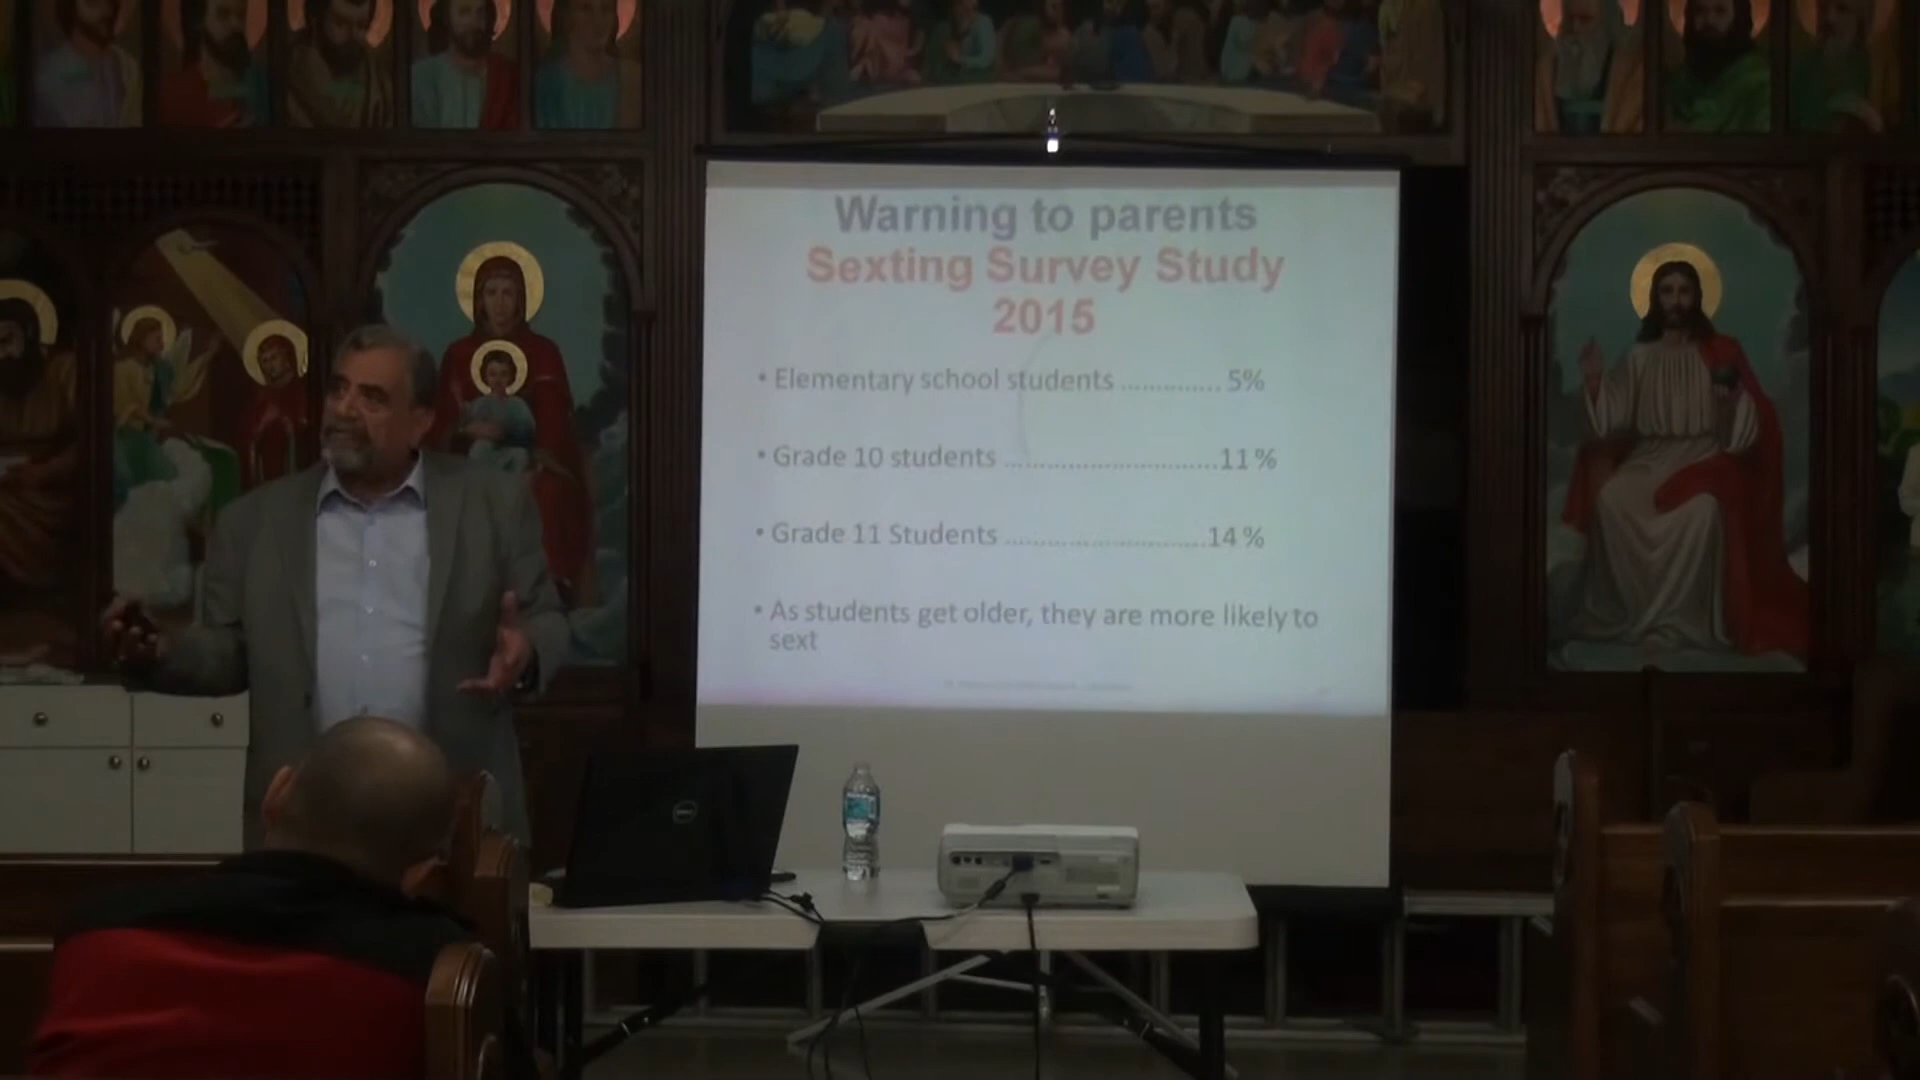 Warning to parents
Sexting Survey Study
2015
• Elementary school students .............. 5%
• Grade 10 students ..............................11 %
• Grade 11 Students ............................14 %
• As students get older, they are more likely to
sext
DELL